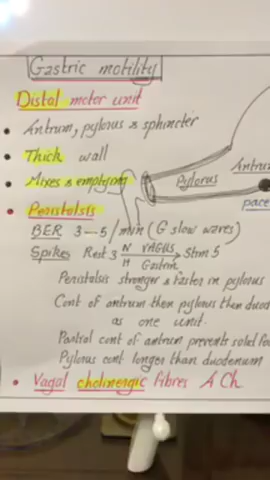 Gastric motility
Distal motor unit
• Antrum, pylorus & sphincter
• Thick wall
• Mixes & emptying
Pylorus
Antrum
pace
• Peristalsis
BER 3-5/min (G slow waves)
Spikes Rest 3 N VAGUS Stim 5
H Gastrin
Peristalsis stronger & faster in pylorus
Cont of antrum then pylorus then duod
as one unit.
Partial cont of antrum prevents solid fo
Pylorus cont longer than duodenum
• Vagal cholinergic fibres A Ch